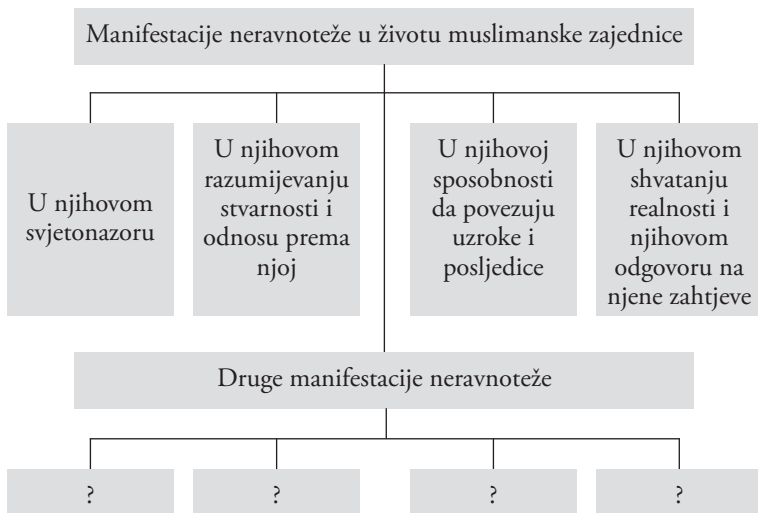 Manifestacije neravnoteže u životu muslimanske zajednice
U njihovom
svjetonazoru
U njihovom
razumijevanju
stvarnosti i
odnosu prema
njoj
U njihovoj
sposobnosti
da povezuju
uzroke i
posljedice
U njihovom
shvatanju
realnosti i
njihovom
odgovoru na
njene zahtjeve
Druge manifestacije neravnoteže
?
?
?
?